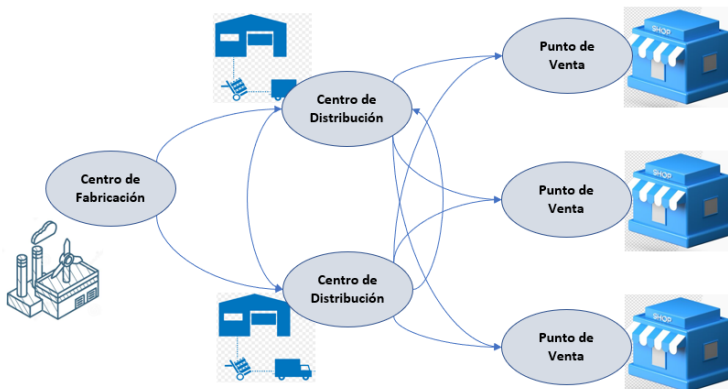 Punto de
Venta
SHOP
Centro de
Distribución
Centro de
Fabricación
Punto de
Venta
SHOP
Centro de
Distribución
Punto de
Venta
SHOP